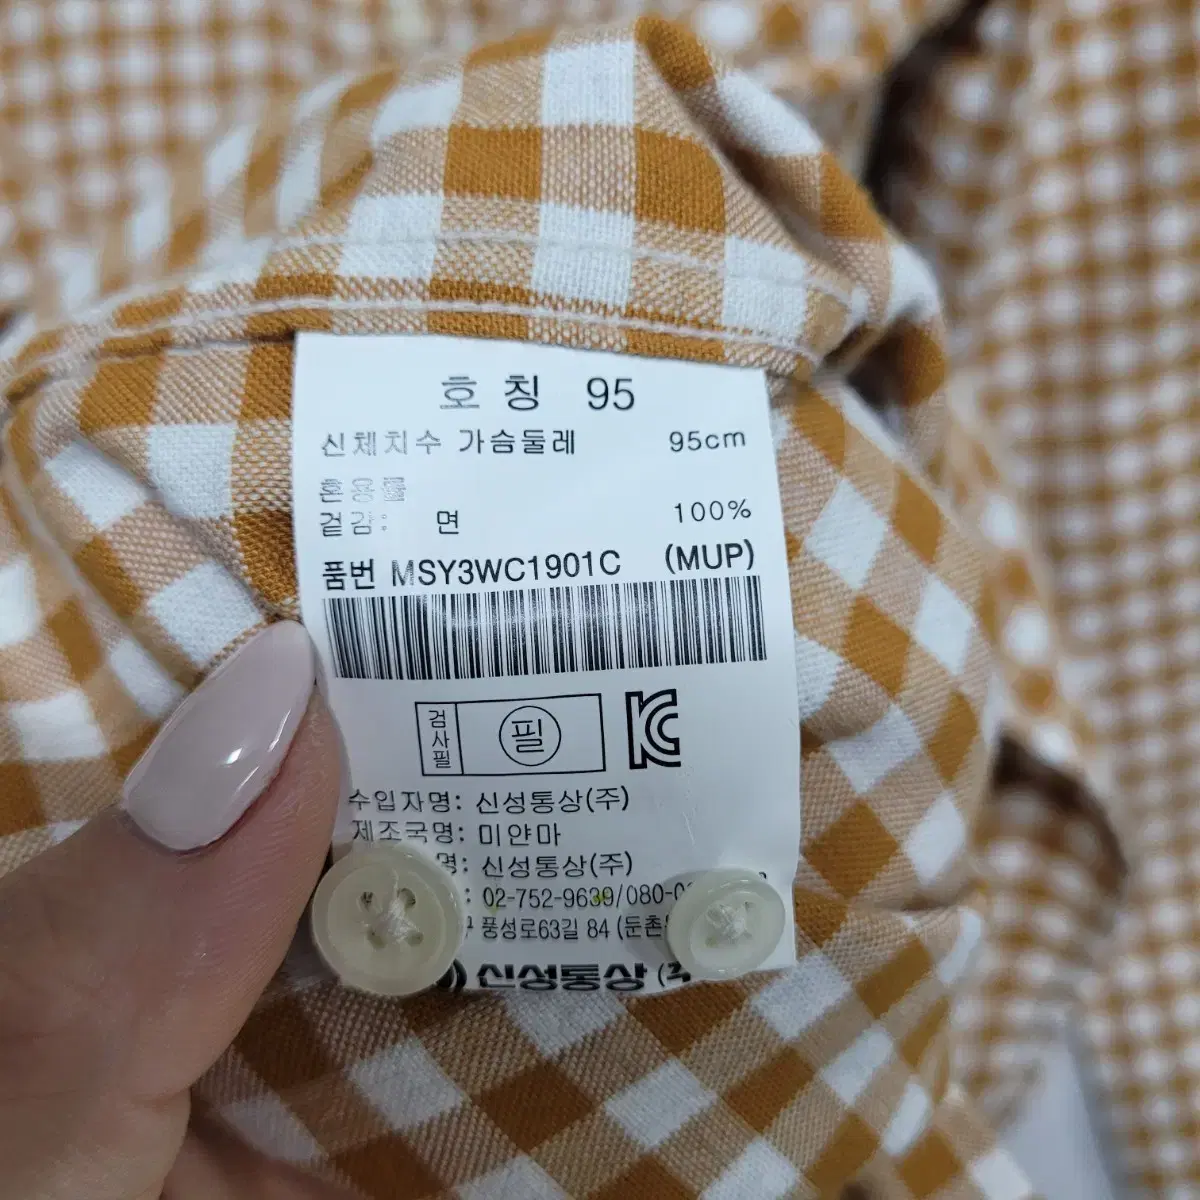 호 칭 95
신체치수 가슴둘레 95cm
혼용률
겉감: 면 100%
품번 MSY3WC1901C (MUP)
검사필 필 KC
수입자명: 신성통상(주)
제조국명: 미얀마
명: 신성통상(주)
: 02-752-9639/080-0
구 풍성로63길 84 (둔촌
) 신성통상 (주